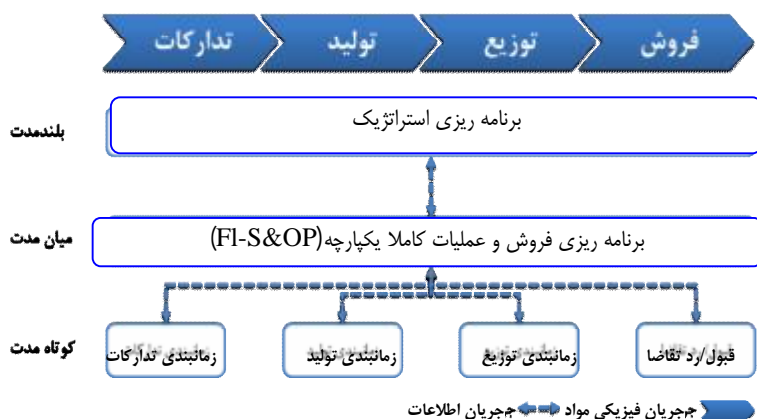 تدارکات تولید توزیع فروش
بلندمدت
برنامه ریزی استراتژیک
میان مدت
برنامه ریزی فروش و عملیات کاملا یکپارچه(Fl-S&OP)
کوتاه مدت
زمانبندی تدارکات
زمانبندی تولید
زمانبندی توزیع
قبول/رد تقاضا
جریان فیزیکی مواد
جریان اطلاعات